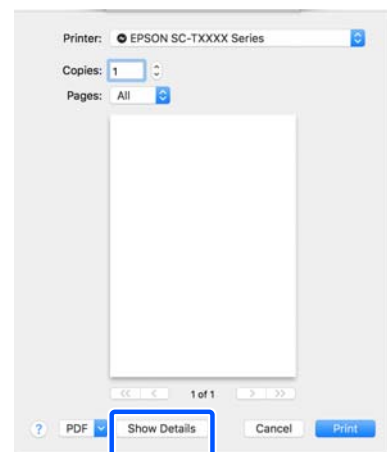 Printer: EPSON SC-TXXXX Series
Copies: 1
Pages: All
<< < 1 of 1 > >>
? PDF Show Details Cancel Print